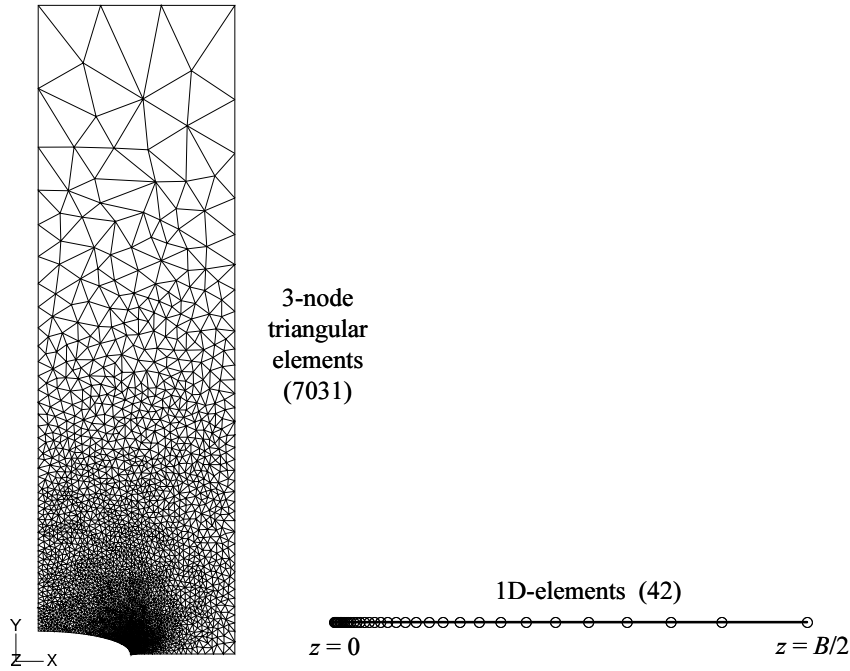 3-node
triangular
elements
(7031)
1D-elements (42)
Y
Z X
z = 0
z = B/2